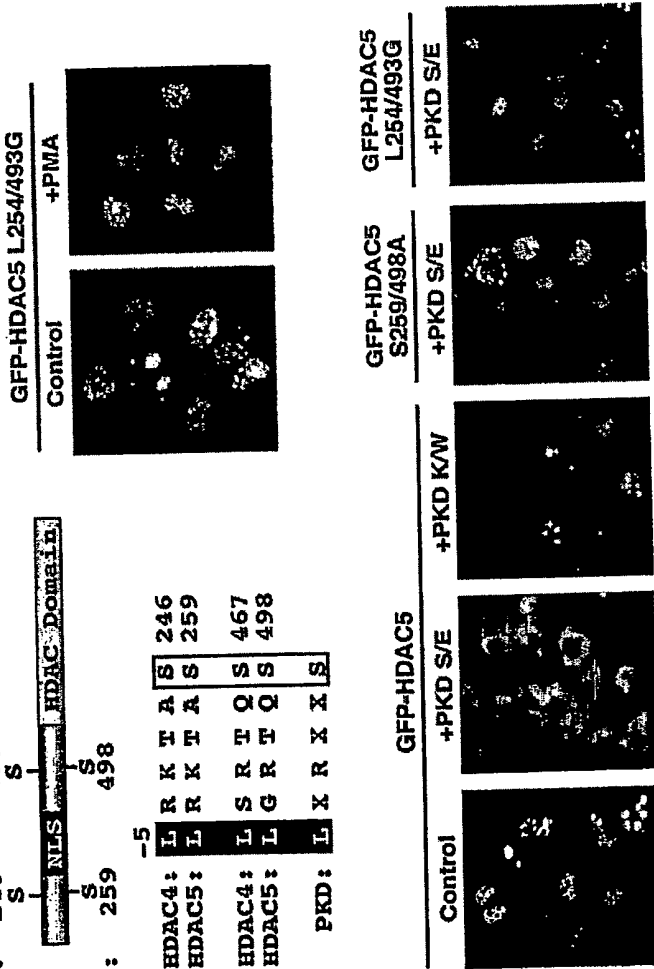 S S
NLS HDAC Domain
: S S
259 498
-5
HDAC4: L R K T A S 246
HDAC5: L R K T A S 259
HDAC4: L S R T Q S 467
HDAC5: L G R T Q S 498
PKD: L X R X X S
GFP-HDAC5 L254/493G
Control +PMA
GFP-HDAC5
Control +PKD S/E +PKD K/W
GFP-HDAC5
S259/498A
+PKD S/E
GFP-HDAC5
L254/493G
+PKD S/E